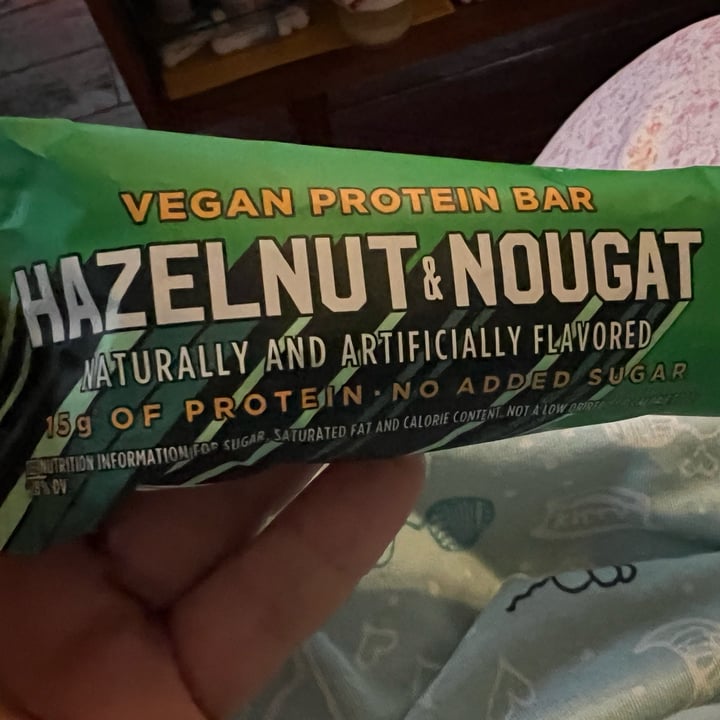 VEGAN PROTEIN BAR
HAZELNUT & NOUGAT
NATURALLY AND ARTIFICIALLY FLAVORED
15g OF PROTEIN · NO ADDED SUGAR
NUTRITION INFORMATION FOR SUGAR, SATURATED FAT AND CALORIE CONTENT. NOT A LOW
% DV